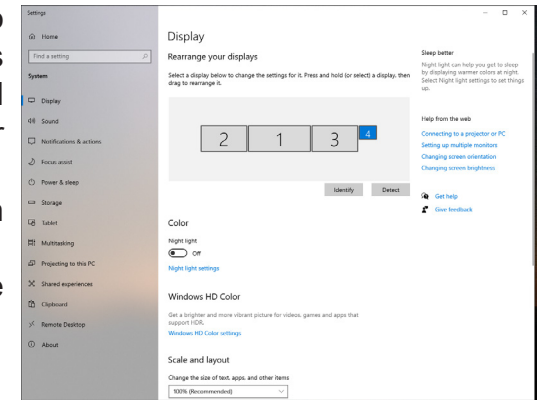 Settings
Home
Find a setting
System
Display
Sound
Notifications & actions
Focus assist
Power & sleep
Storage
Tablet
Multitasking
Projecting to this PC
Shared experiences
Clipboard
Remote Desktop
About
Display
Rearrange your displays
Select a display below to change the settings for it. Press and hold (or select) a display, then
drag to rearrange it.
2 1 3 4
Identify Detect
Color
Night light
Off
Night light settings
Windows HD Color
Get a brighter and more vibrant picture for videos, games and apps that
support HDR.
Windows HD Color settings
Scale and layout
Change the size of text, apps, and other items
100% (Recommended)
Sleep better
Night light can help you get to sleep
by displaying warmer colors at night.
Select Night light settings to set things
up.
Help from the web
Connecting to a projector or PC
Setting up multiple monitors
Changing screen orientation
Changing screen brightness
Get help
Give feedback